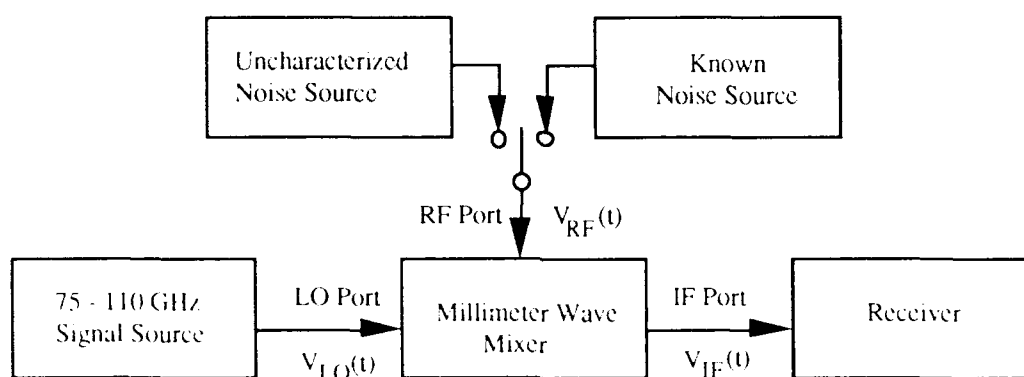 Uncharacterized
Noise Source
Known
Noise Source
RF Port
V_RF(t)
75 - 110 GHz
Signal Source
LO Port
V_LO(t)
Millimeter Wave
Mixer
IF Port
V_IF(t)
Receiver